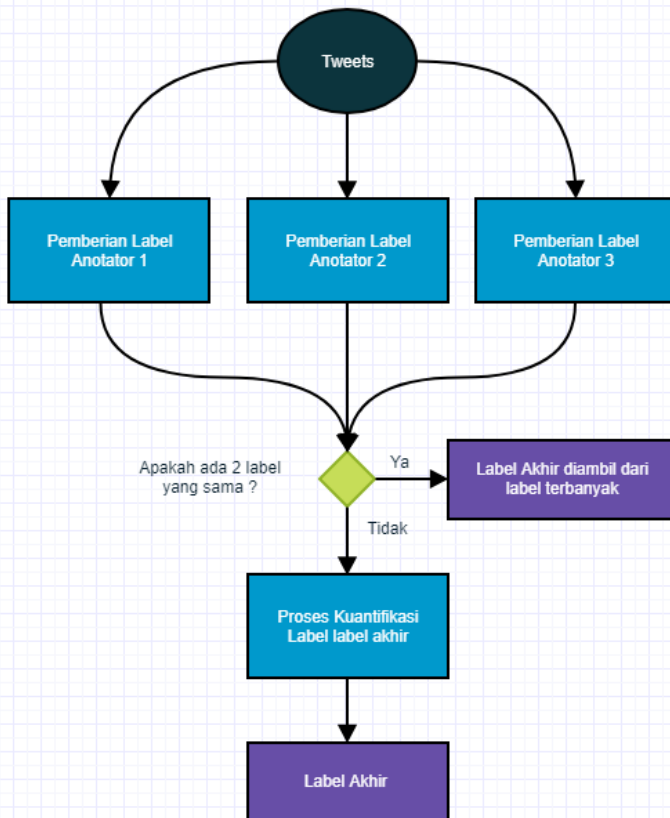 Tweets
Pemberian Label
Anotator 1
Pemberian Label
Anotator 2
Pemberian Label
Anotator 3
Apakah ada 2 label
yang sama ?
Ya
Label Akhir diambil dari
label terbanyak
Tidak
Proses Kuantifikasi
Label label akhir
Label Akhir